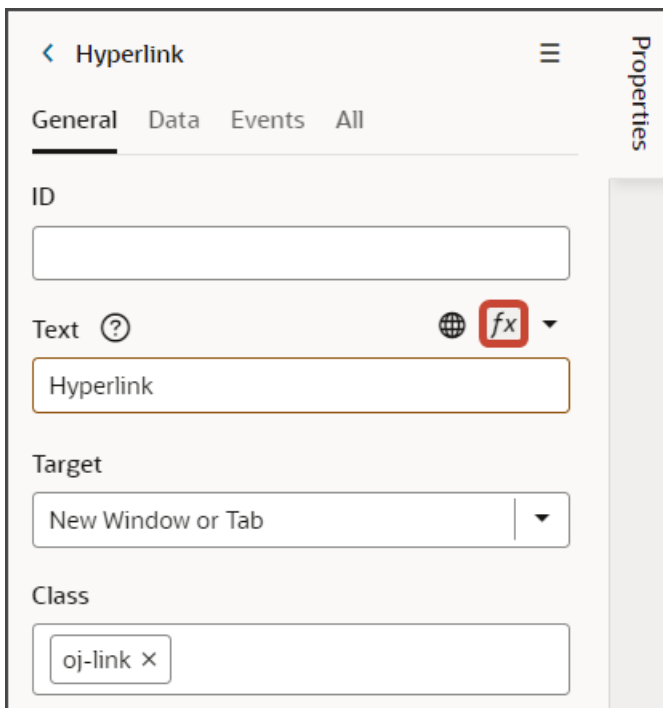 Hyperlink
Properties
General Data Events All
ID
Text ? fx
Hyperlink
Target
New Window or Tab
Class
oj-link ×